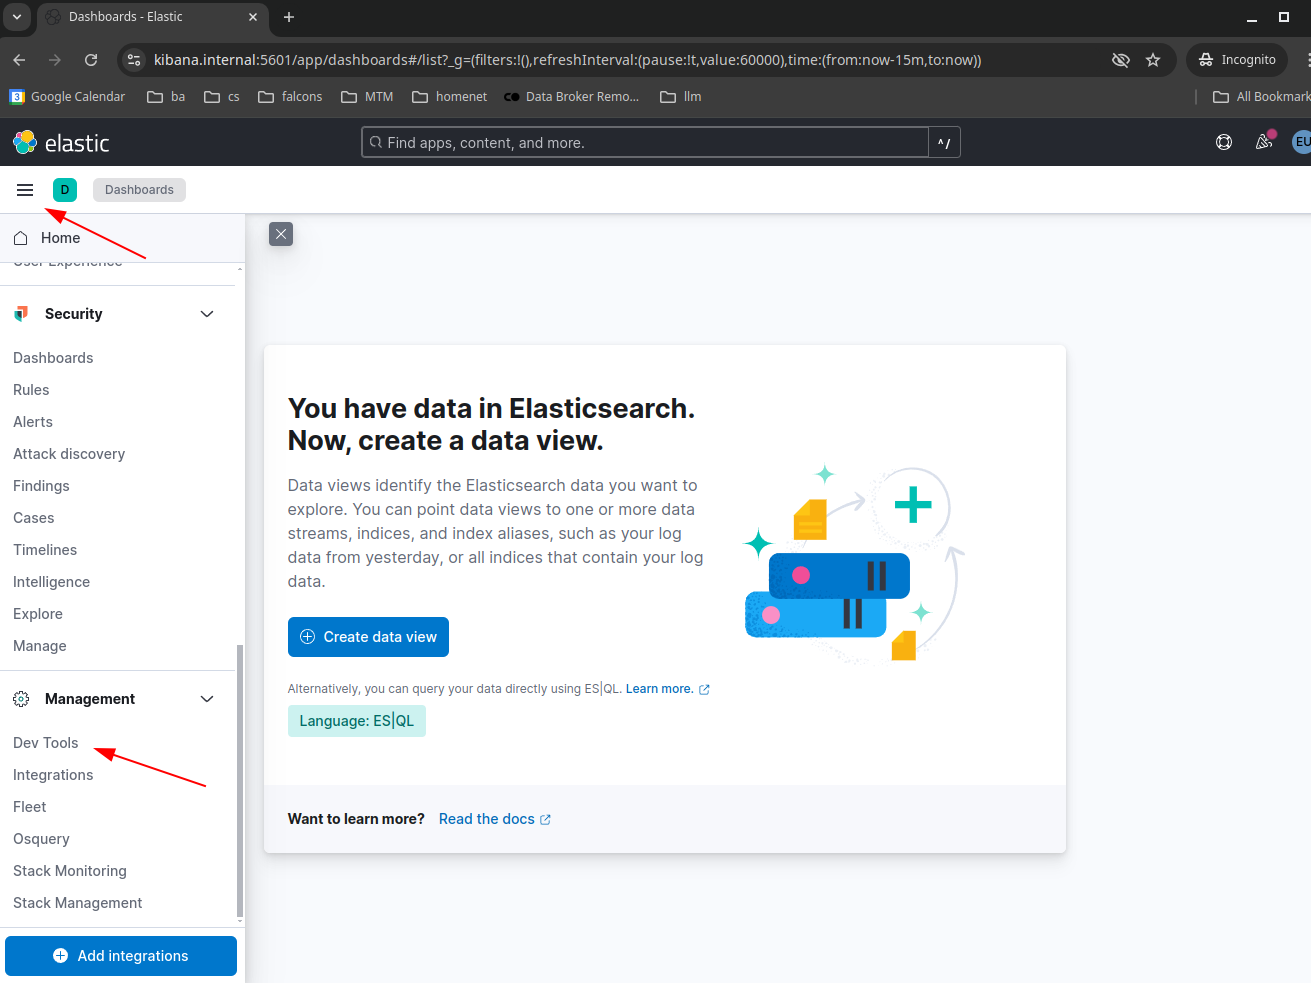 Dashboards - Elastic
kibana.internal:5601/app/dashboards#/list?_g=(filters:!(),refreshInterval:(pause:!t,value:60000),time:(from:now-15m,to:now))
Incognito
3 Google Calendar
ba
cs
falcons
MTM
homenet
Data Broker Remo...
llm
All Bookmark
elastic
Find apps, content, and more.
^/
EU
D
Dashboards
Home
User Experience
Security
Dashboards
Rules
Alerts
Attack discovery
Findings
Cases
Timelines
Intelligence
Explore
Manage
Management
Dev Tools
Integrations
Fleet
Osquery
Stack Monitoring
Stack Management
Add integrations
You have data in Elasticsearch.
Now, create a data view.
Data views identify the Elasticsearch data you want to
explore. You can point data views to one or more data
streams, indices, and index aliases, such as your log
data from yesterday, or all indices that contain your log
data.
Create data view
Alternatively, you can query your data directly using ES|QL. Learn more.
Language: ES|QL
Want to learn more? Read the docs